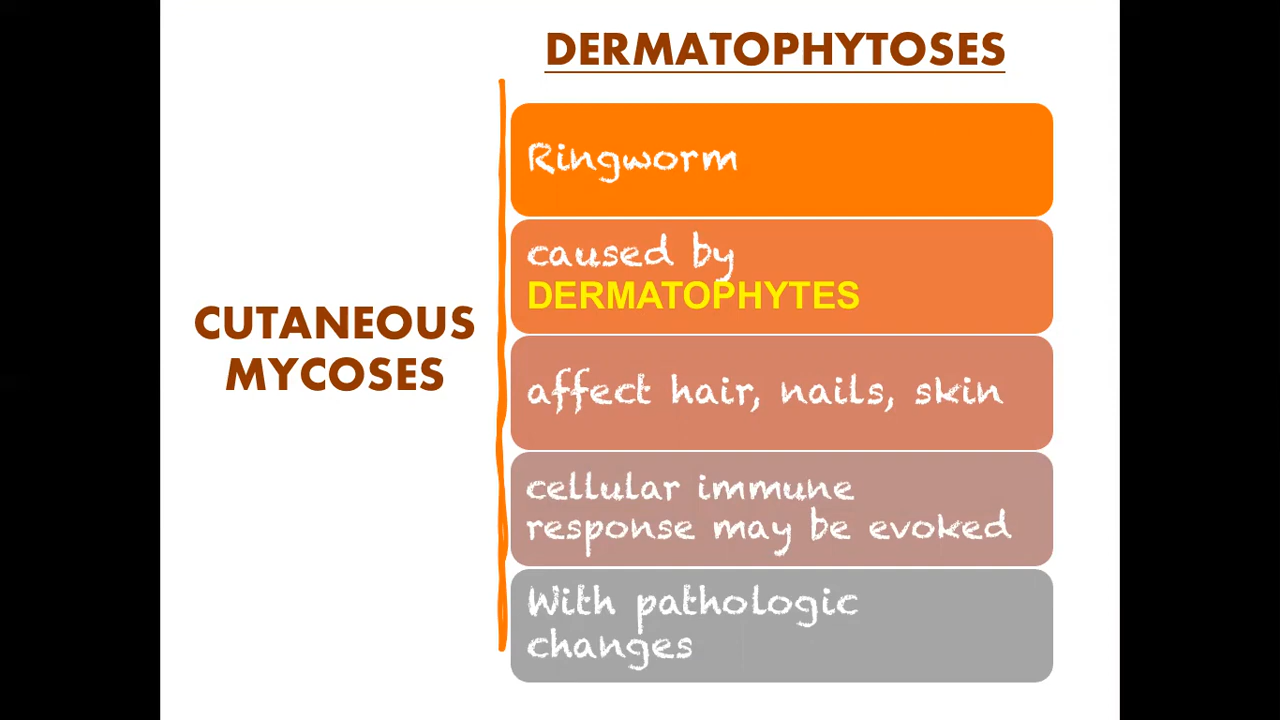 DERMATOPHYTOSES
CUTANEOUS
MYCOSES
Ringworm
caused by
DERMATOPHYTES
affect hair, nails, skin
cellular immune
response may be evoked
With pathologic
changes